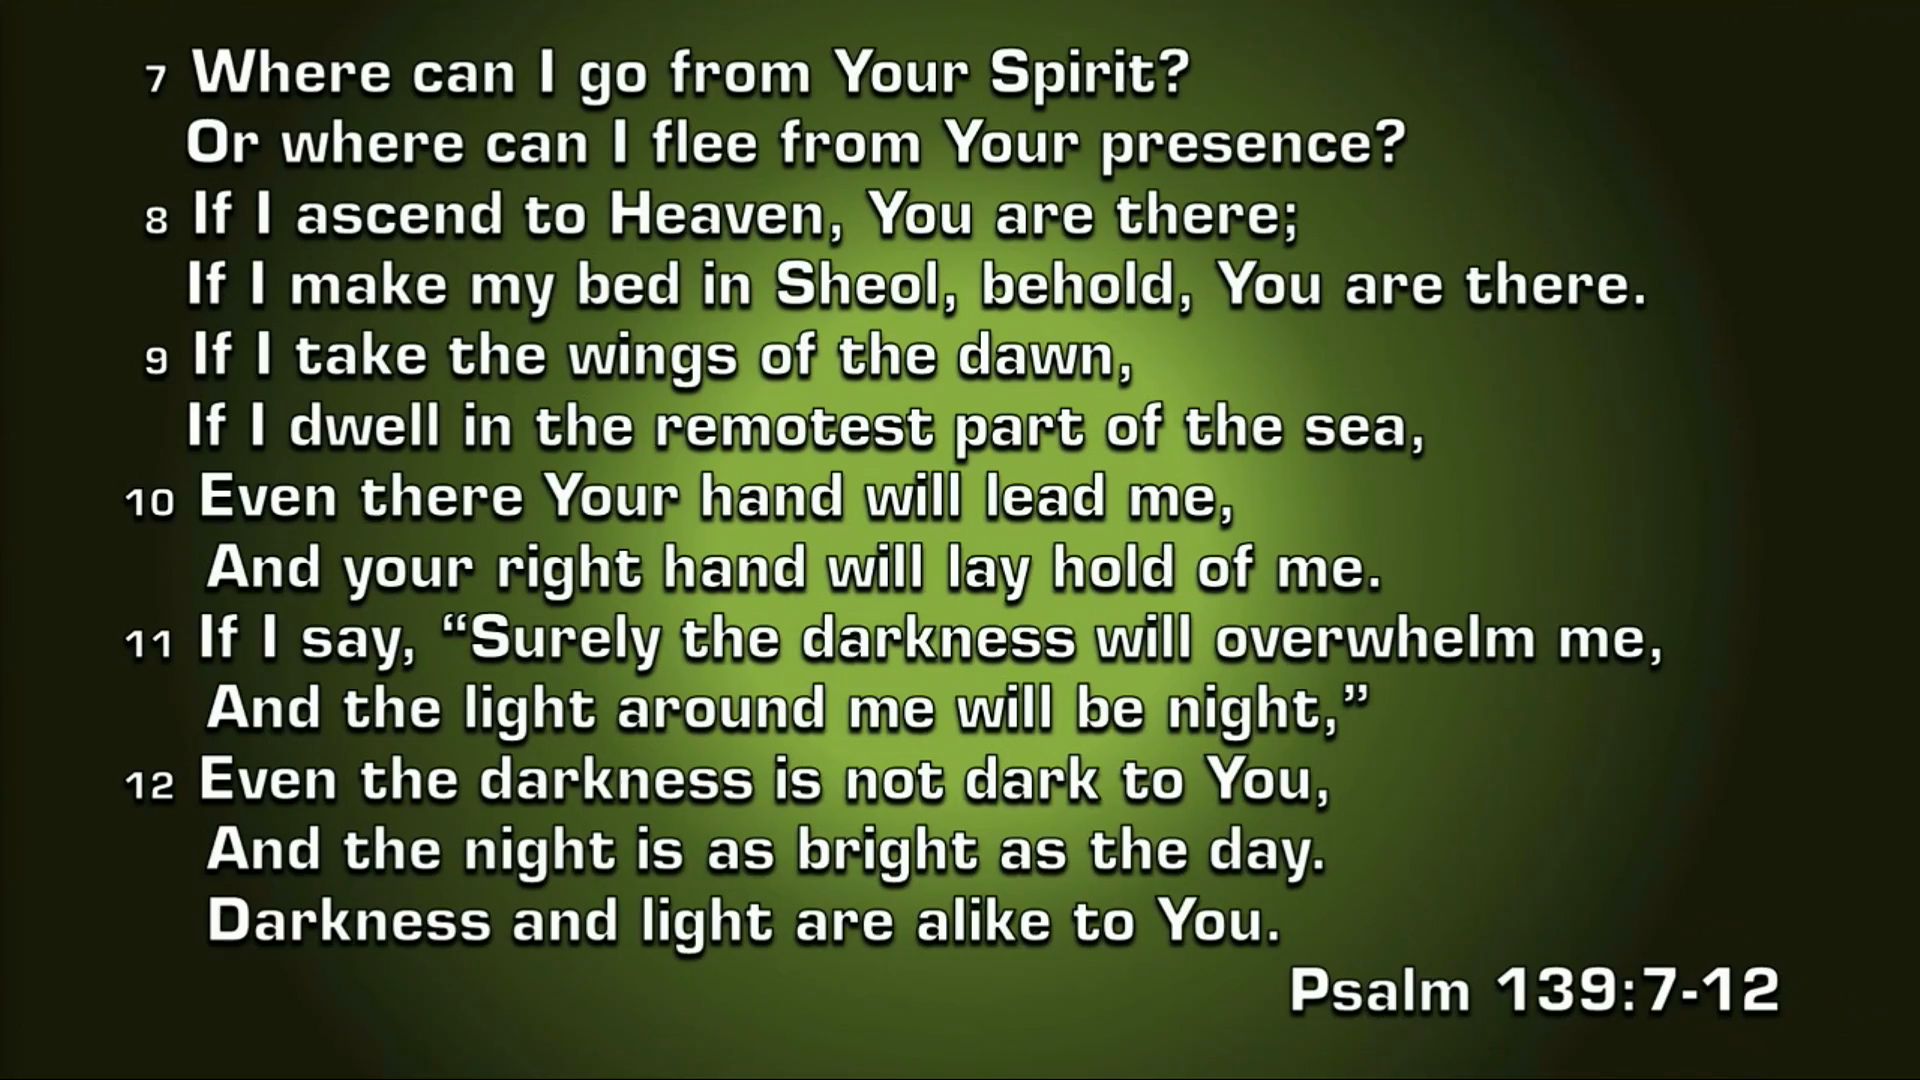 7 Where can I go from Your Spirit?
Or where can I flee from Your presence?
8 If I ascend to Heaven, You are there;
If I make my bed in Sheol, behold, You are there.
9 If I take the wings of the dawn,
If I dwell in the remotest part of the sea,
10 Even there Your hand will lead me,
And your right hand will lay hold of me.
11 If I say, “Surely the darkness will overwhelm me,
And the light around me will be night,”
12 Even the darkness is not dark to You,
And the night is as bright as the day.
Darkness and light are alike to You.
Psalm 139:7-12